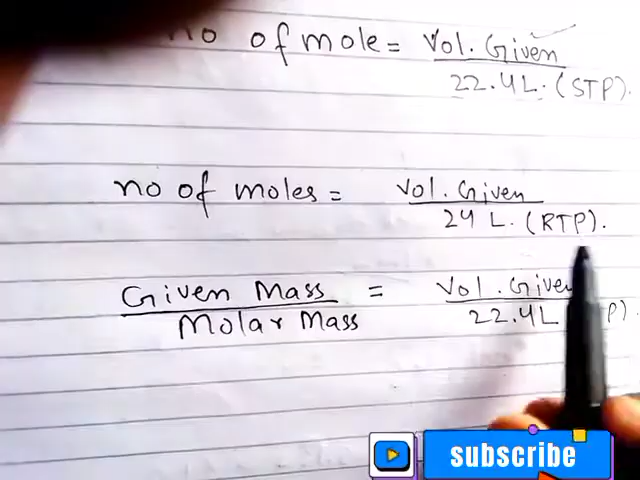 no of mole = Vol. Given
22.4L. (STP).
no of moles = Vol. Given
24 L. (RTP).
Given Mass = Vol. Given
Molar Mass 22.4L P).
subscribe